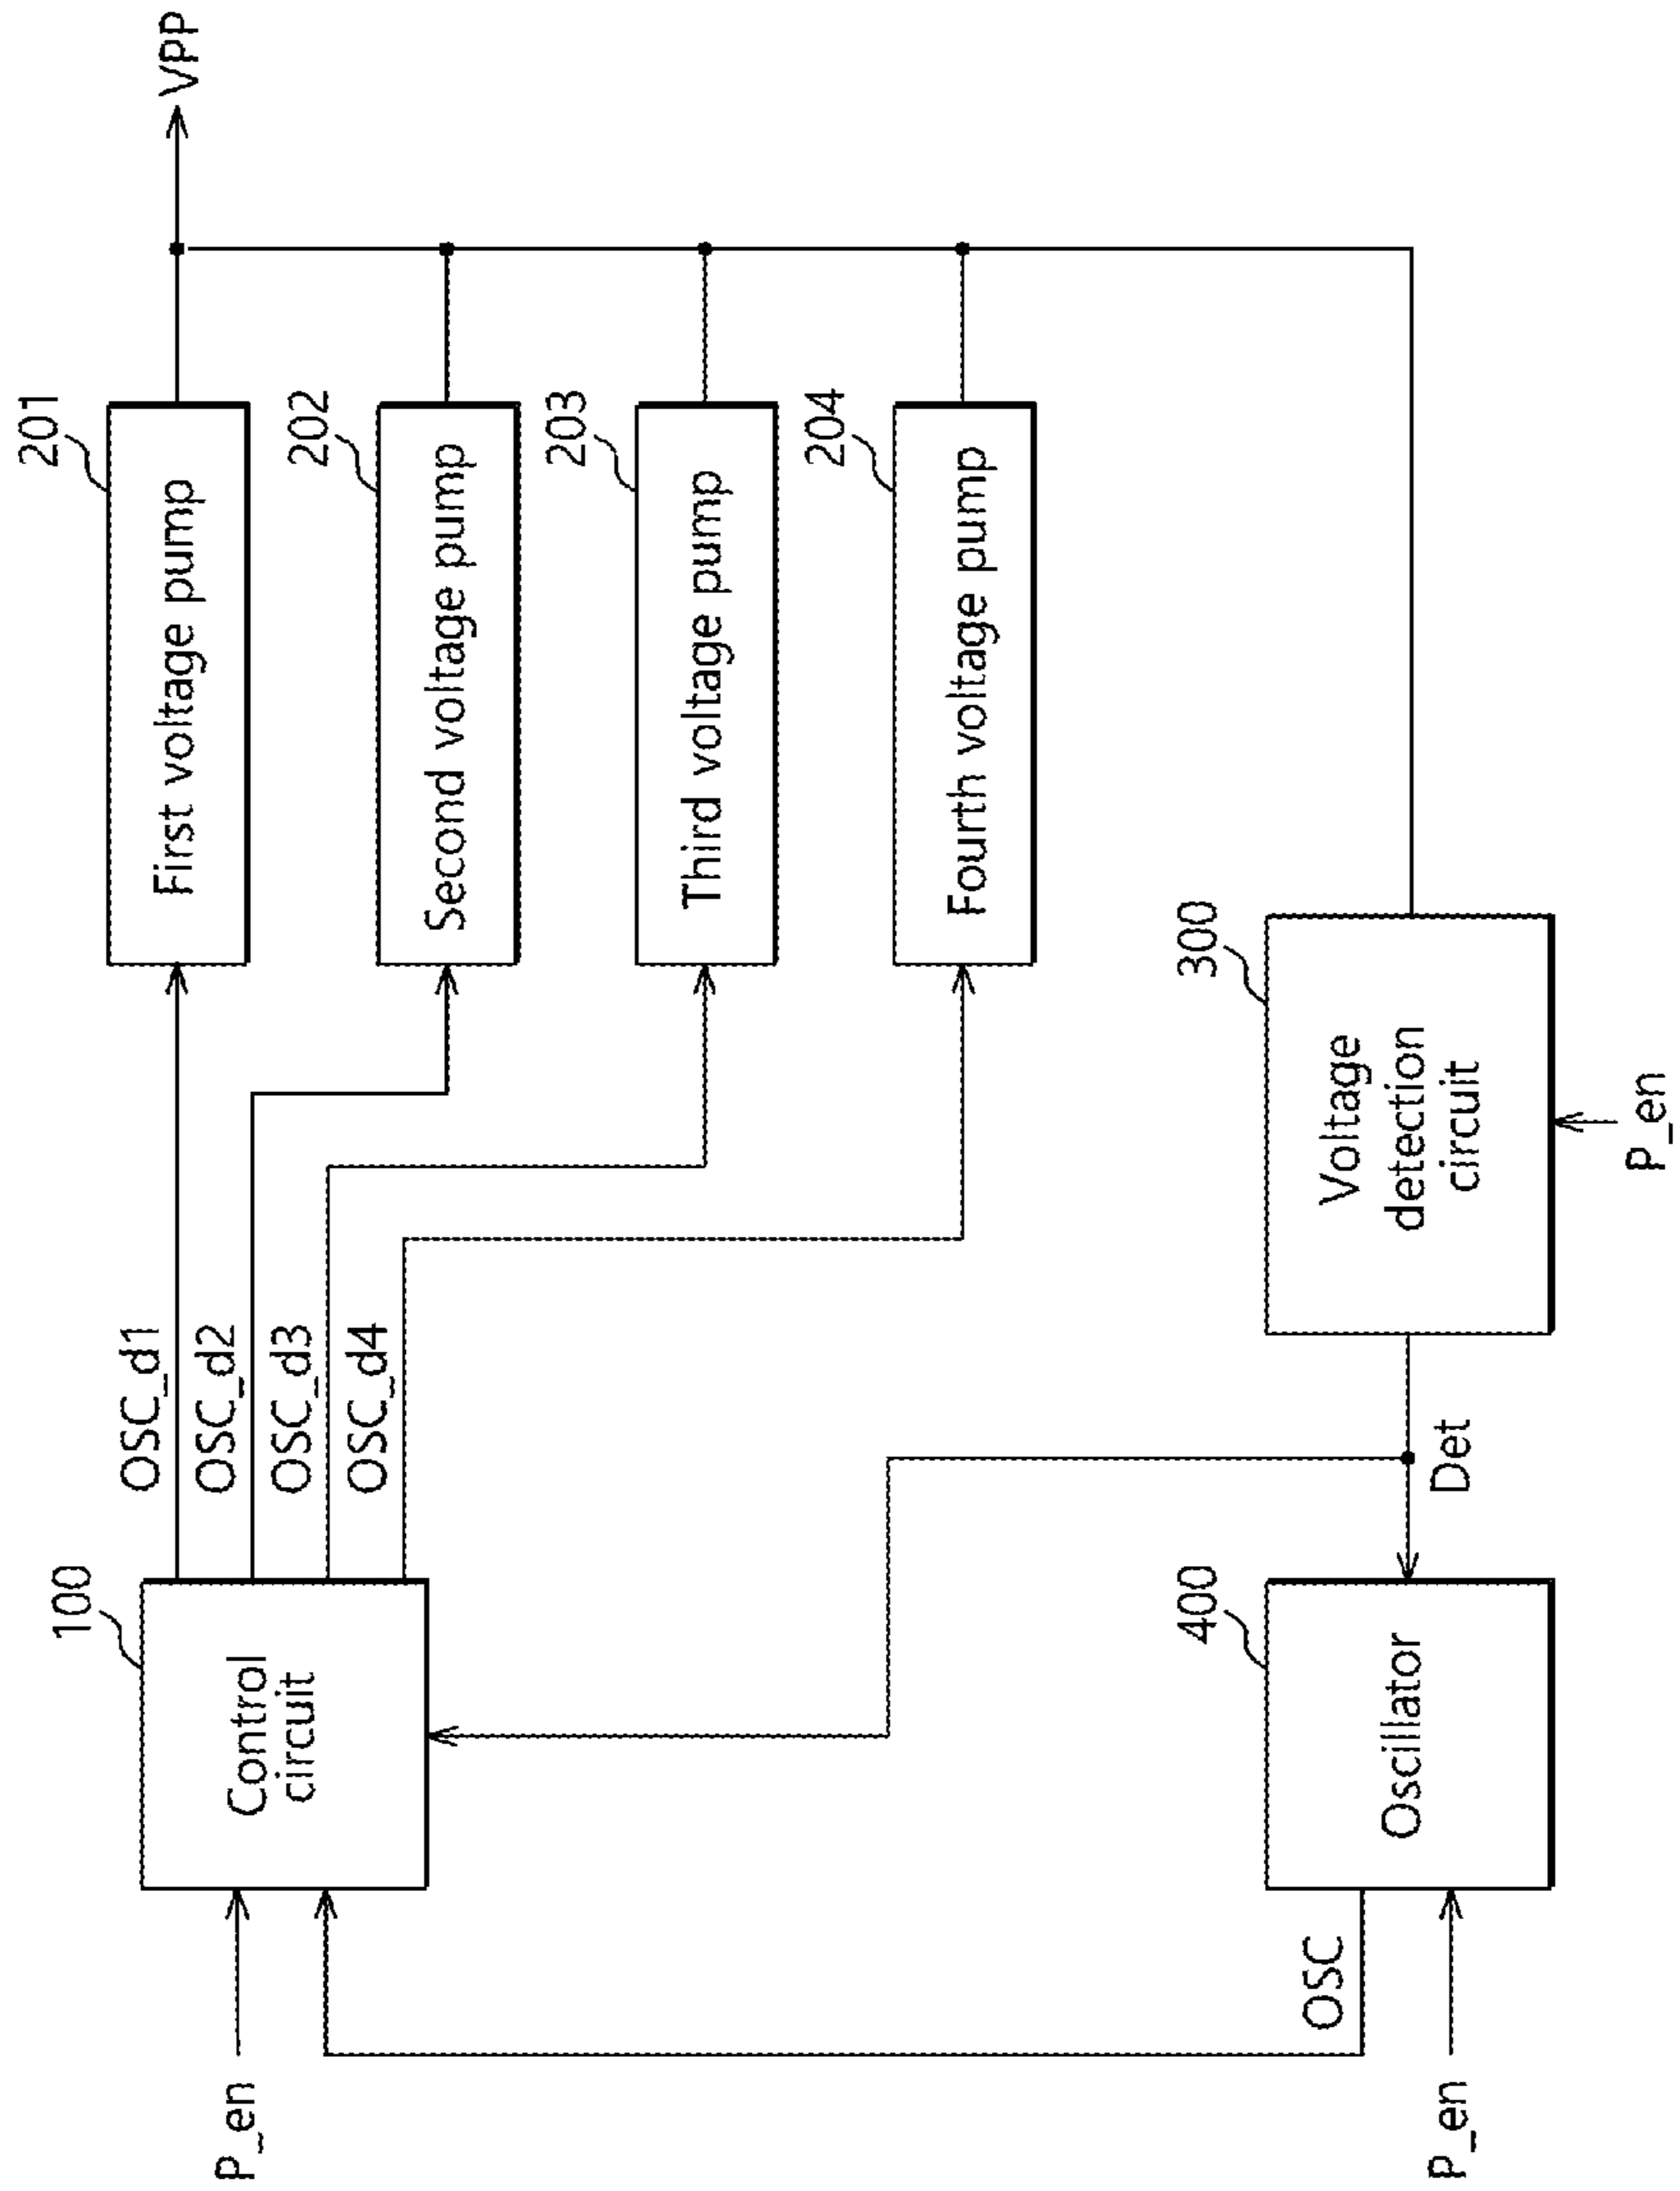 100
Control
circuit
P_en
OSC_d1
OSC_d2
OSC_d3
OSC_d4
201
First voltage pump
202
Second voltage pump
203
Third voltage pump
204
Fourth voltage pump
VPP
OSC
P_en
400
Oscillator
Det
300
Voltage
detection
circuit
P_en